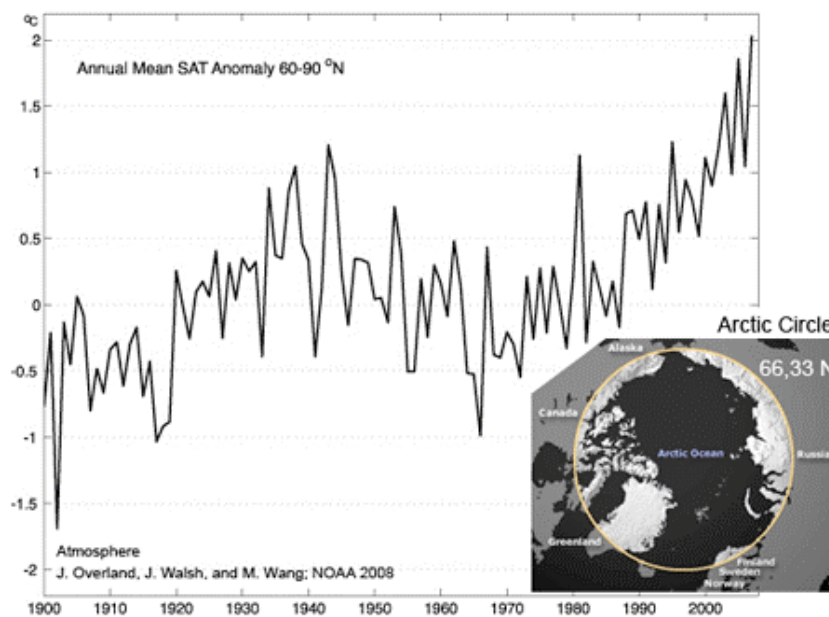 °C
2
Annual Mean SAT Anomaly 60-90 °N
1.5
1
0.5
0
-0.5
-1
-1.5
-2
Atmosphere
J. Overland, J. Walsh, and M. Wang; NOAA 2008
1900 1910 1920 1930 1940 1950 1960 1970 1980 1990 2000
Arctic Circle
66,33 N
Alaska
Canada
Arctic Ocean
Russia
Greenland
Finland
Sweden
Norway